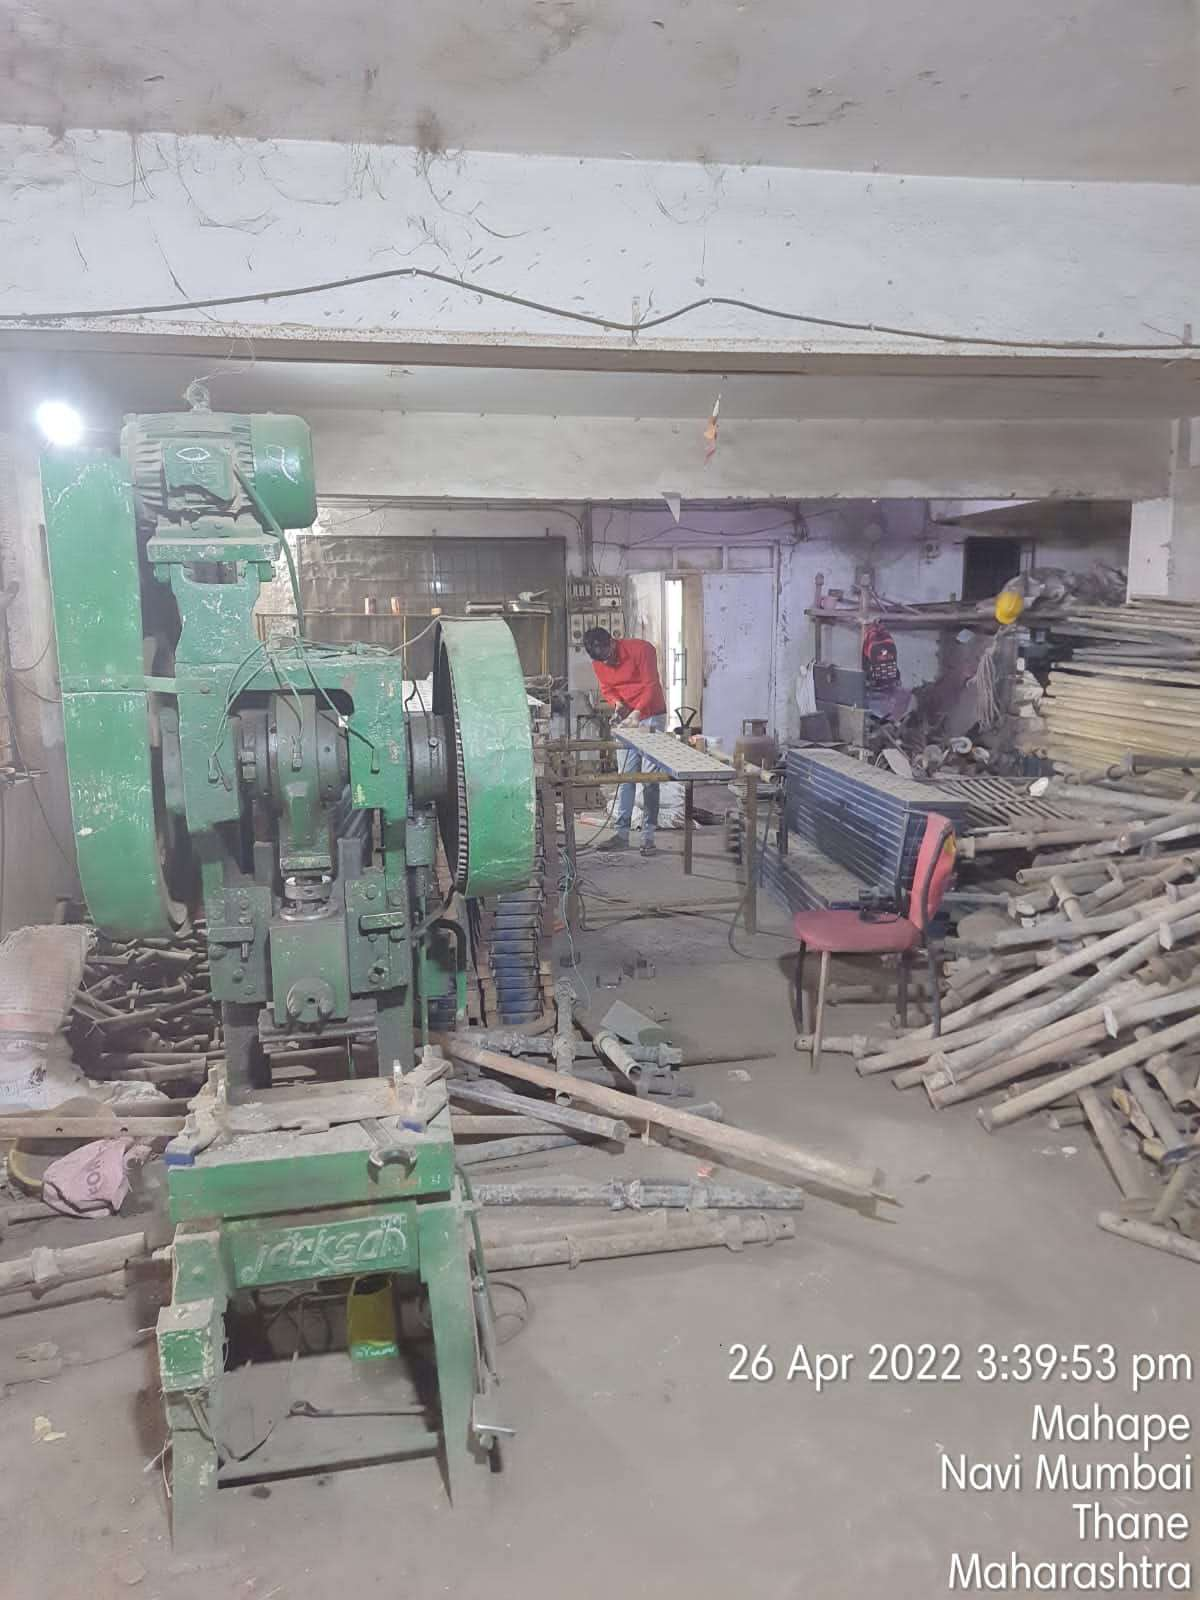 Jackson
26 Apr 2022 3:39:53 pm
Mahape
Navi Mumbai
Thane
Maharashtra